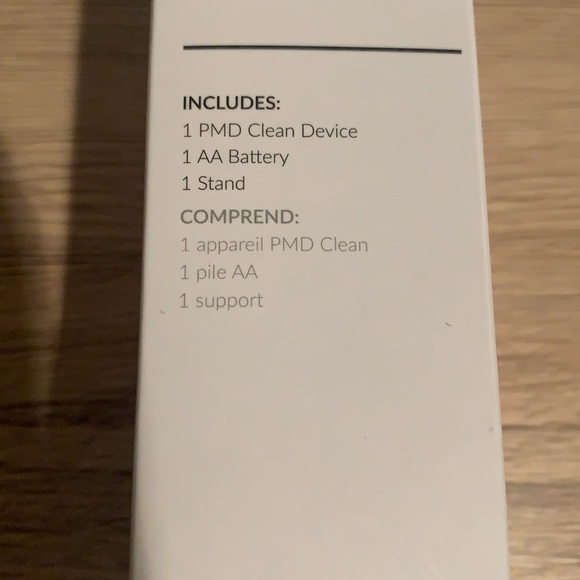 INCLUDES:
1 PMD Clean Device
1 AA Battery
1 Stand
COMPREND:
1 appareil PMD Clean
1 pile AA
1 support